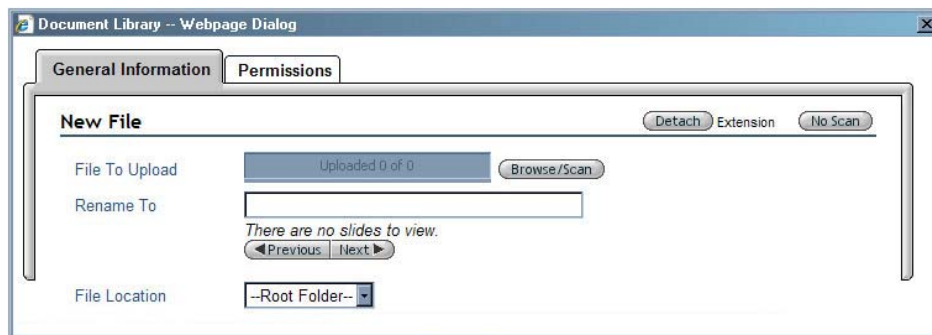 Document Library -- Webpage Dialog
General Information Permissions
New File Detach Extension No Scan
File To Upload Uploaded 0 of 0 Browse/Scan
Rename To
There are no slides to view.
Previous Next
File Location --Root Folder--